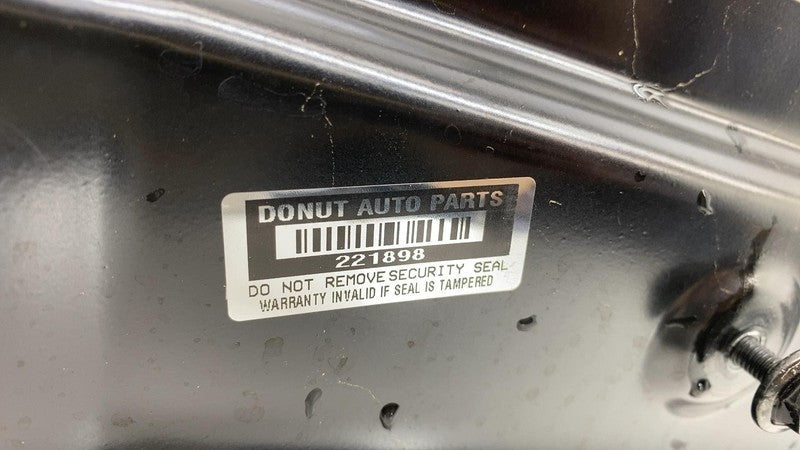 DONUT AUTO PARTS
221898
DO NOT REMOVE SECURITY SEAL
WARRANTY INVALID IF SEAL IS TAMPERED